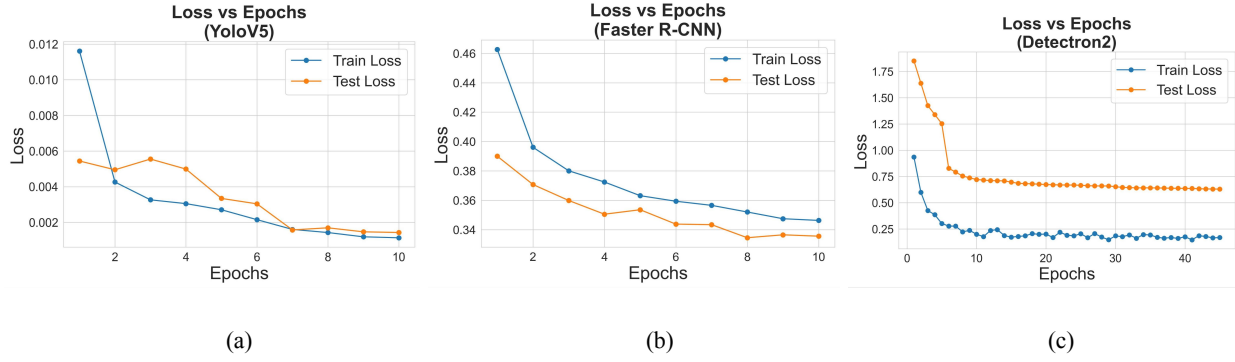 Loss vs Epochs
(YoloV5)
0.012
0.010
0.008
0.006
0.004
0.002
Loss
Train Loss
Test Loss
2 4 6 8 10
Epochs
(a)
Loss vs Epochs
(Faster R-CNN)
0.46
0.44
0.42
0.40
0.38
0.36
0.34
Loss
Train Loss
Test Loss
2 4 6 8 10
Epochs
(b)
Loss vs Epochs
(Detectron2)
1.75
1.50
1.25
1.00
0.75
0.50
0.25
Loss
Train Loss
Test Loss
0 10 20 30 40
Epochs
(c)